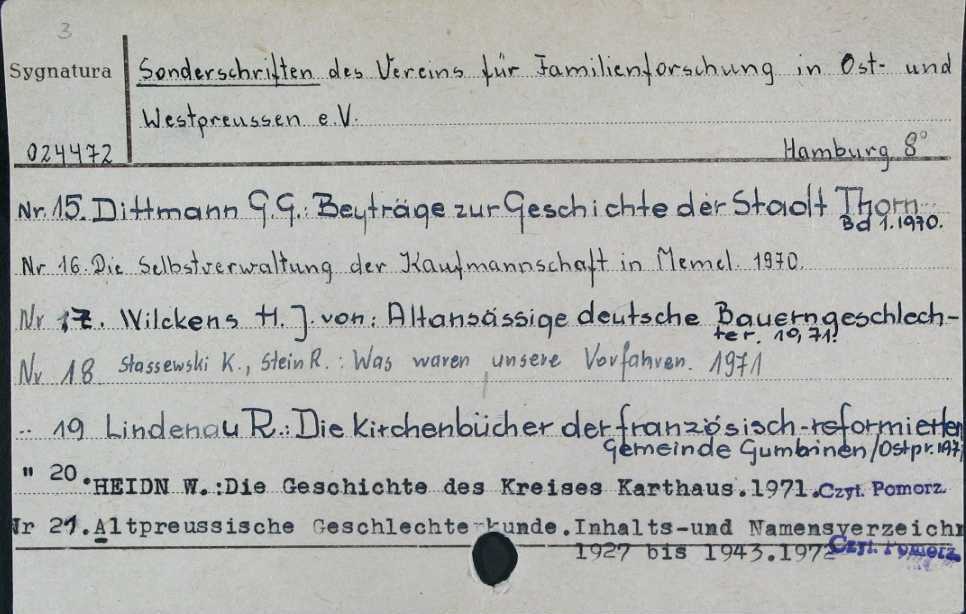 3
Sygnatura
Sonderschriften des Vereins für Familienforschung in Ost- und
Westpreussen e.V.
024472
Hamburg 8°
Nr. 15. Dittmann G.G.: Beyträge zur Geschichte der Stadt Thorn
Bd 1. 1970.
Nr 16. Die Selbstverwaltung der Kaufmannschaft in Memel. 1970.
Nr 17. Wilckens H. J. von: Altansässige deutsche Bauerngeschlech-
ter. 1971.
Nr 18 Stassewski K., Stein R.: Was waren unsere Vorfahren. 1971
.. 19 Lindenau R.: Die Kirchenbücher der französisch-reformierten
Gemeinde Gumbinen/Ostpr. 197
" 20. HEIDN W.:Die Geschichte des Kreises Karthaus.1971. Czyt. Pomorz.
Nr 21. Altpreussische Geschlechterkunde. Inhalts-und Namensverzeichn
1927 bis 1943.1972 Czyt. Pomorz.